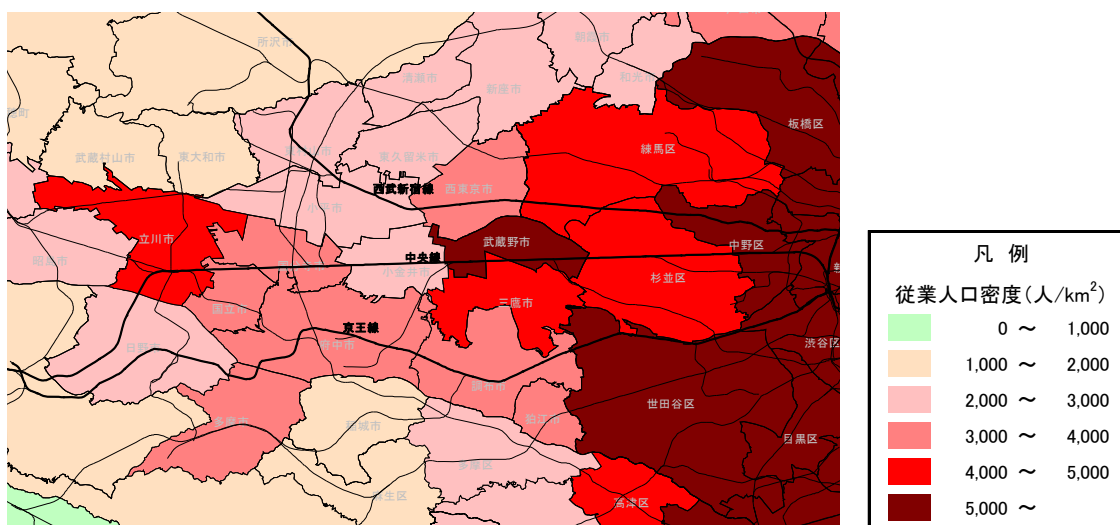 所沢市
朝霞市
清瀬市
新座市
和光市
板橋区
練馬区
武蔵村山市
東大和市
東久留米市
西東京市
西武新宿線
小平市
立川市
武蔵野市
中野区
中央線
昭島市
小金井市
杉並区
三鷹市
国立市
京王線
府中市
日野市
調布市
渋谷区
世田谷区
狛江市
多摩市
稲城市
目黒区
多摩区
麻生区
高津区
凡 例
従業人口密度(人/km²)
0 ～ 1,000
1,000 ～ 2,000
2,000 ～ 3,000
3,000 ～ 4,000
4,000 ～ 5,000
5,000 ～